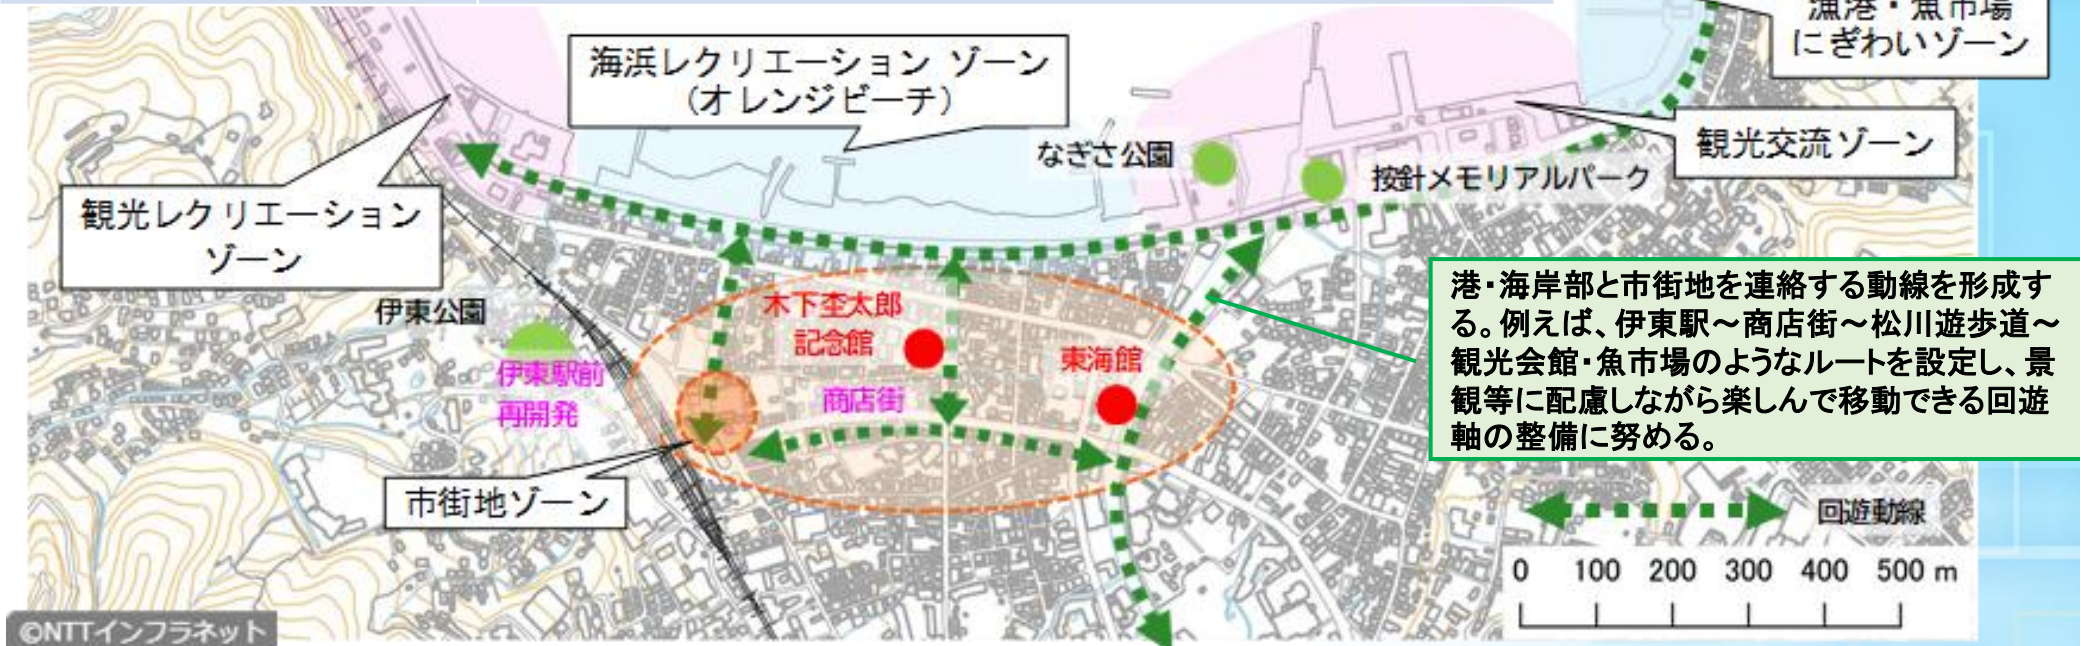 漁港・魚市場
にぎわいゾーン
海浜レクリエーション ゾーン
(オレンジビーチ)
観光交流ゾーン
なぎさ公園
按針メモリアルパーク
観光レクリエーション
ゾーン
伊東公園
木下杢太郎
記念館
東海館
伊東駅前
再開発
商店街
港・海岸部と市街地を連絡する動線を形成す
る。例えば、伊東駅～商店街～松川遊歩道～
観光会館・魚市場のようなルートを設定し、景
観等に配慮しながら楽しんで移動できる回遊
軸の整備に努める。
市街地ゾーン
回遊動線
0 100 200 300 400 500 m
©NTTインフラネット